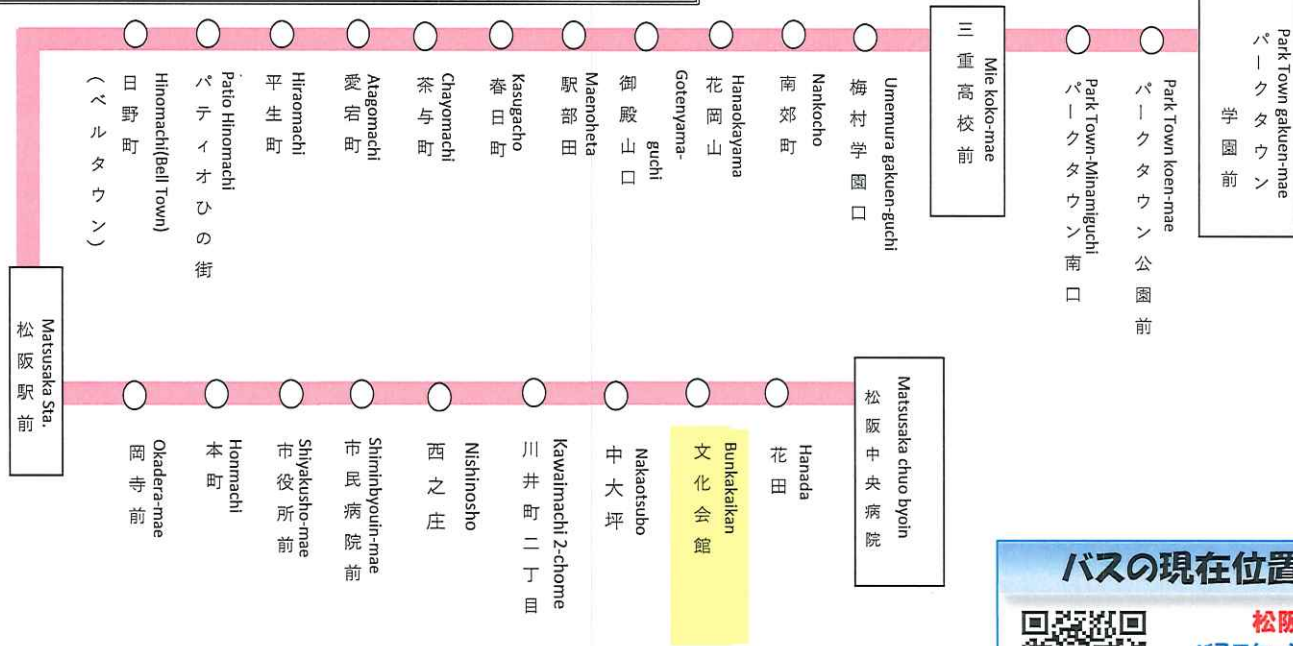 Hinomachi(Bell Town)
日野町
(ベルタウン)
Patio Hinomachi
パティオひの街
Hiraomachi
平生町
Atagomachi
愛宕町
Chayomachi
茶与町
Kasugacho
春日町
Maenoheta
駅部田
Gotenyama-
guchi
御殿山口
Hanaokayama
花岡山
Nankocho
南郊町
Umemura gakuen-guchi
梅村学園口
Mie koko-mae
三重高校前
Park Town-Minamiguchi
パークタウン南口
Park Town koen-mae
パークタウン公園前
Park Town gakuen-mae
パークタウン
学園前
Matsusaka Sta.
松阪駅前
Okadera-mae
岡寺前
Honmachi
本町
Shiyakusho-mae
市役所前
Shiminbyouin-mae
市民病院前
Nishinosho
西之庄
Kawaimachi 2-chome
川井町二丁目
Nakaotsubo
中大坪
Bunkakaikan
文化会館
Hanada
花田
Matsusaka chuo byoin
松阪中央病院
バスの現在位置
松阪